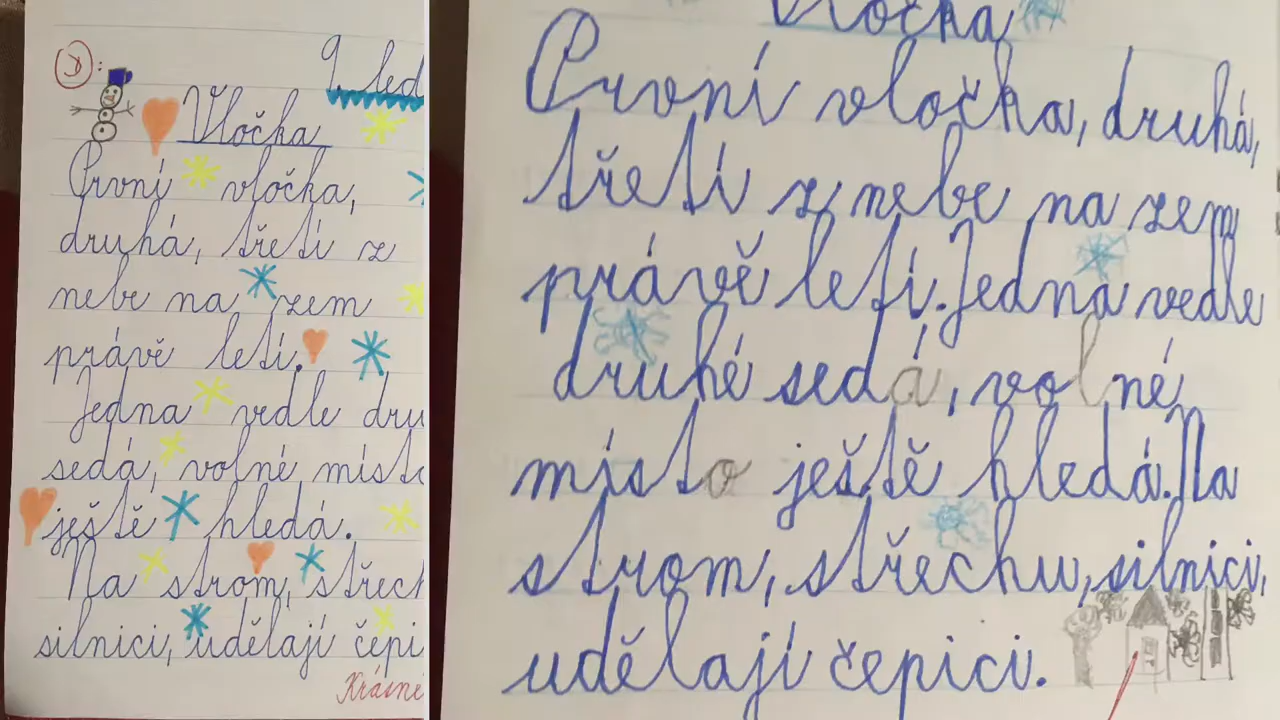 D:
9. led
Vločka
První vločka,
druhá, třetí z
nebe na zem
právě letí.
Jedna vedle dru
sedá, volné místo
ještě hledá.
Na strom, střech
silnici, udělají čepi
Krásné
Vločka
První vločka, druhá,
třetí z nebe na zem
právě letí. Jedna vedle
druhé sedá, volné
místo ještě hledá. Na
strom, střechu, silnici,
udělají čepici.